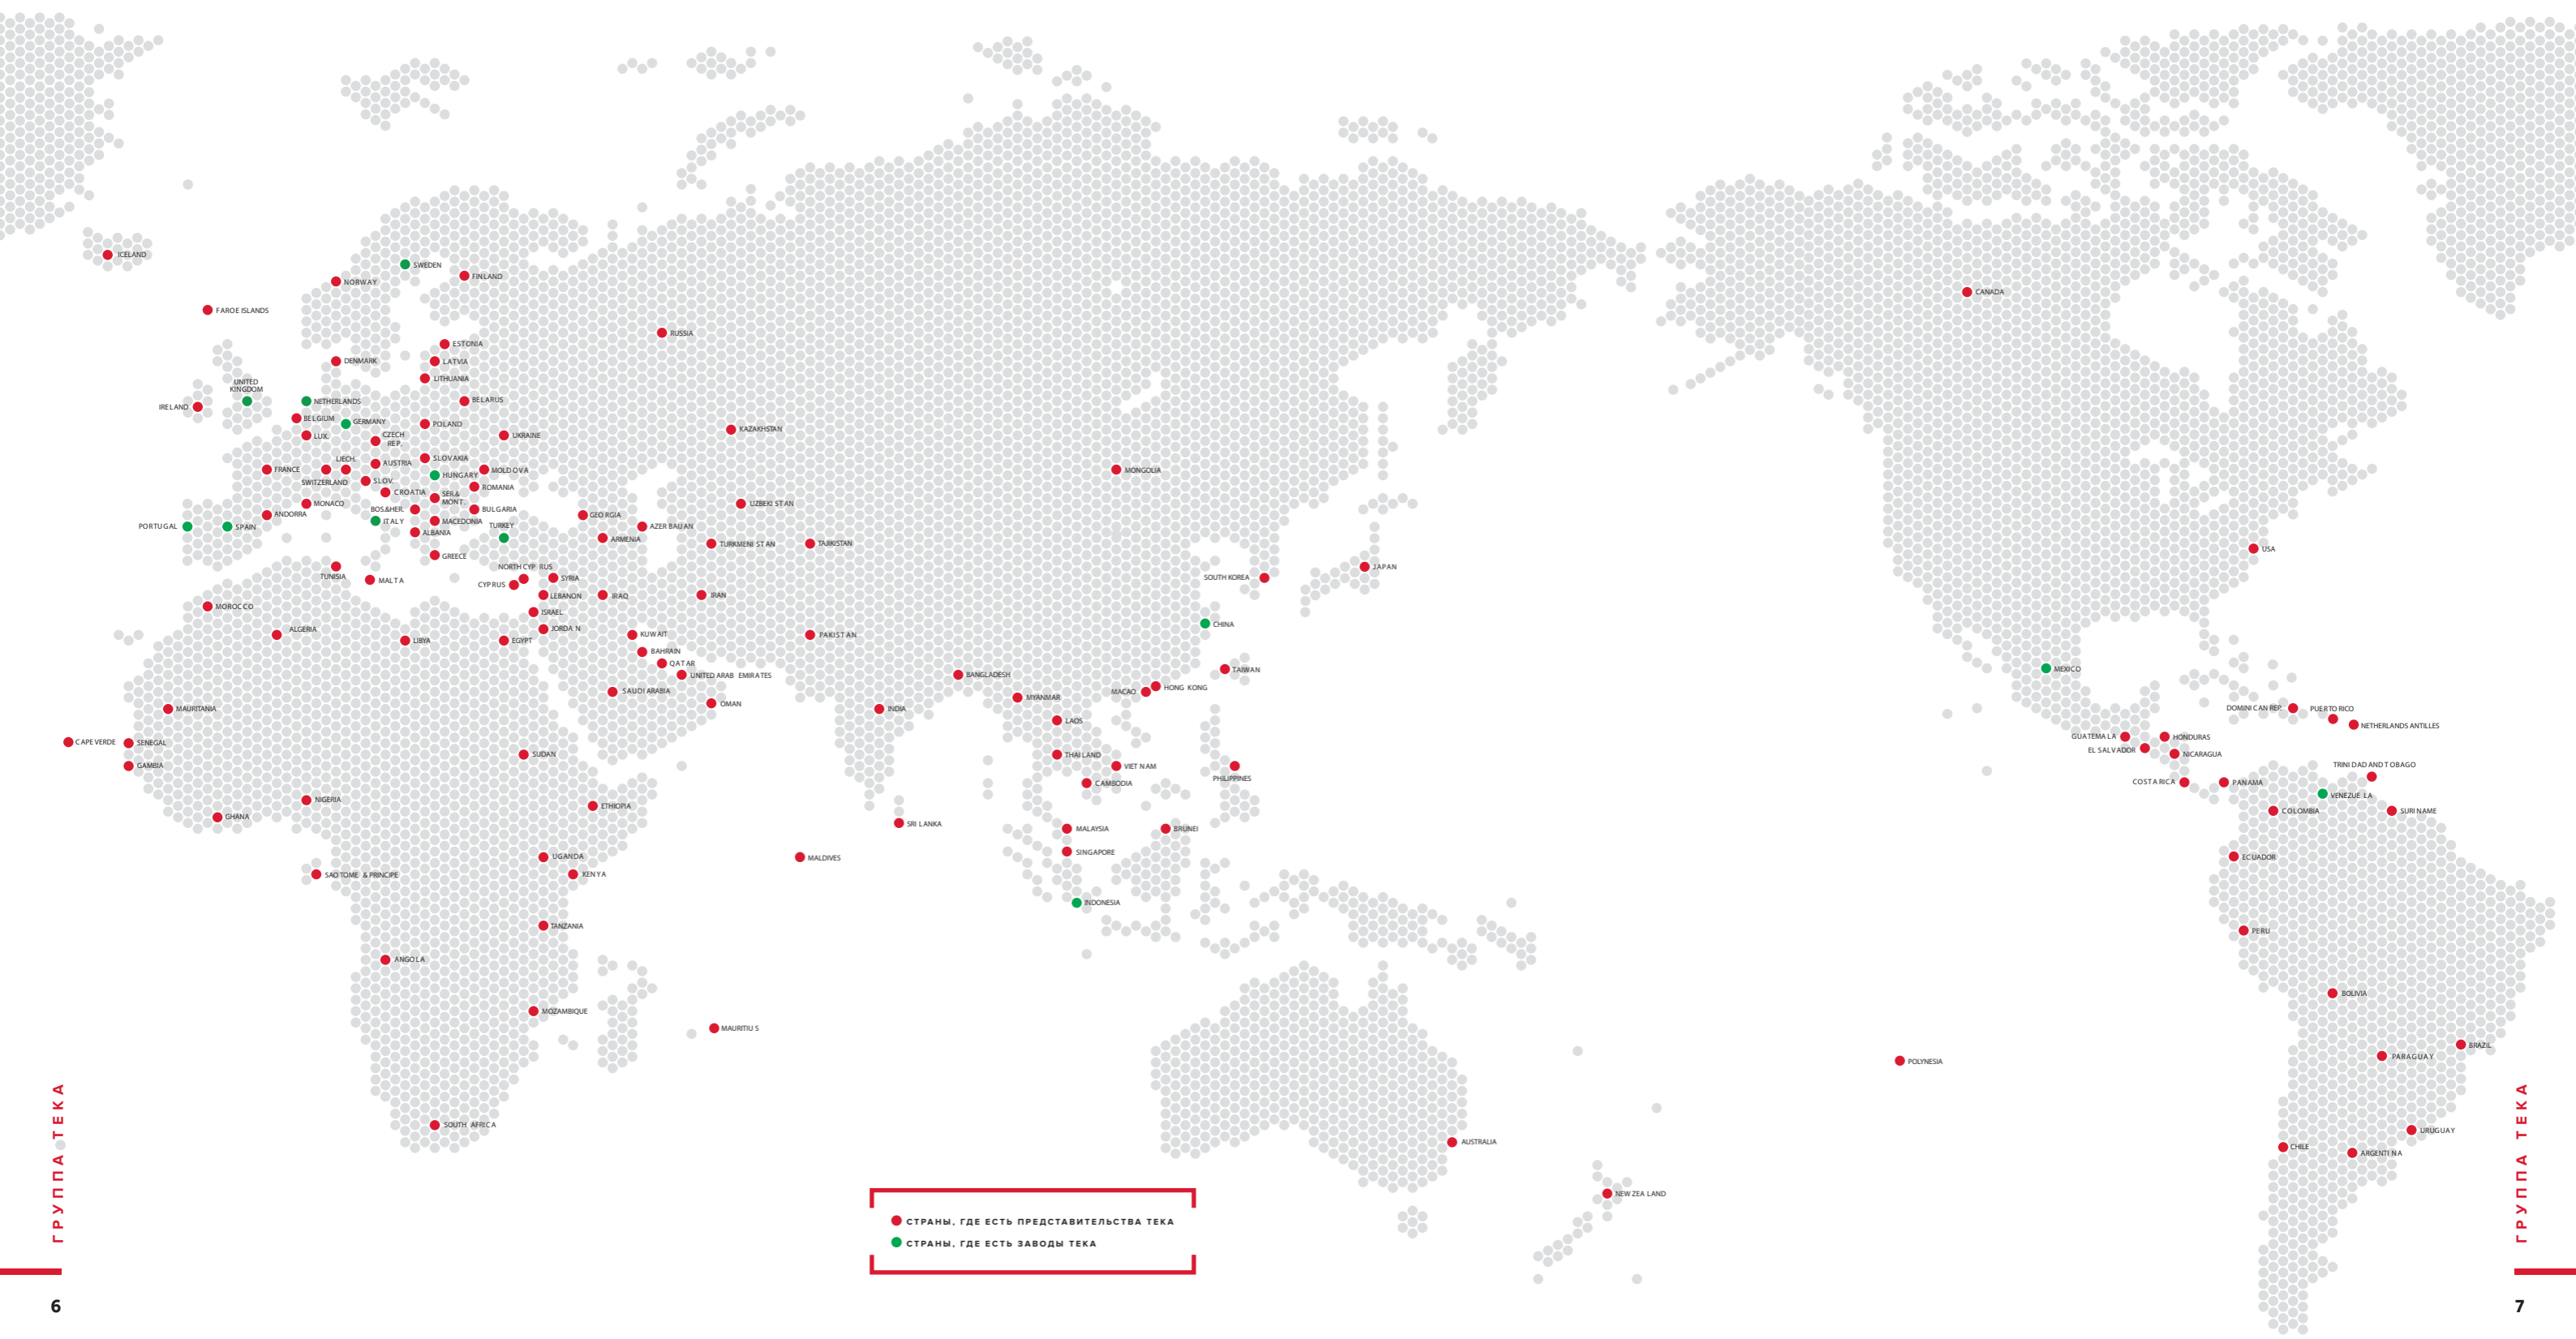 ICELAND
SWEDEN
FINLAND
NORWAY
CANADA
FAROE ISLANDS
RUSSIA
ESTONIA
DENMARK
LATVIA
LITHUANIA
UNITED
KINGDOM
IRELAND
NETHERLANDS
BELARUS
BELGIUM
GERMANY
POLAND
LUX.
CZECH
REP.
UKRAINE
KAZAKHSTAN
LIECH.
AUSTRIA
SLOVAKIA
FRANCE
SWITZERLAND
HUNGARY
MOLDOVA
MONGOLIA
SLOV.
CROATIA
SER.&
MONT.
ROMANIA
MONACO
UZBEKISTAN
ANDORRA
BOS.&HER.
BULGARIA
GEORGIA
PORTUGAL
SPAIN
ITALY
MACEDONIA
TURKEY
AZERBAIJAN
ALBANIA
ARMENIA
TURKMENISTAN
TAJIKISTAN
USA
GREECE
TUNISIA
MALTA
NORTH CYPRUS
CYPRUS
SYRIA
SOUTH KOREA
JAPAN
LEBANON
IRAQ
IRAN
MOROCCO
ISRAEL
ALGERIA
JORDAN
CHINA
LIBYA
EGYPT
KUWAIT
PAKISTAN
BAHRAIN
QATAR
UNITED ARAB EMIRATES
BANGLADESH
TAIWAN
MEXICO
SAUDI ARABIA
MYANMAR
MACAO
HONG KONG
OMAN
MAURITANIA
INDIA
LAOS
DOMINICAN REP.
PUERTO RICO
NETHERLANDS ANTILLES
CAPE VERDE
SENEGAL
GUATEMALA
HONDURAS
EL SALVADOR
NICARAGUA
SUDAN
THAILAND
GAMBIA
VIETNAM
PHILIPPINES
TRINIDAD AND TOBAGO
CAMBODIA
COSTA RICA
PANAMA
VENEZUELA
NIGERIA
ETHIOPIA
COLOMBIA
SURINAME
GHANA
SRI LANKA
MALAYSIA
BRUNEI
SINGAPORE
UGANDA
MALDIVES
ECUADOR
SAO TOME & PRINCIPE
KENYA
INDONESIA
TANZANIA
PERU
ANGOLA
BOLIVIA
MOZAMBIQUE
MAURITIUS
BRAZIL
PARAGUAY
POLYNESIA
SOUTH AFRICA
AUSTRALIA
URUGUAY
CHILE
ARGENTINA
NEW ZEALAND
СТРАНЫ, ГДЕ ЕСТЬ ПРЕДСТАВИТЕЛЬСТВА ТЕКА
СТРАНЫ, ГДЕ ЕСТЬ ЗАВОДЫ ТЕКА
ГРУППА ТЕКА
ГРУППА ТЕКА
6
7